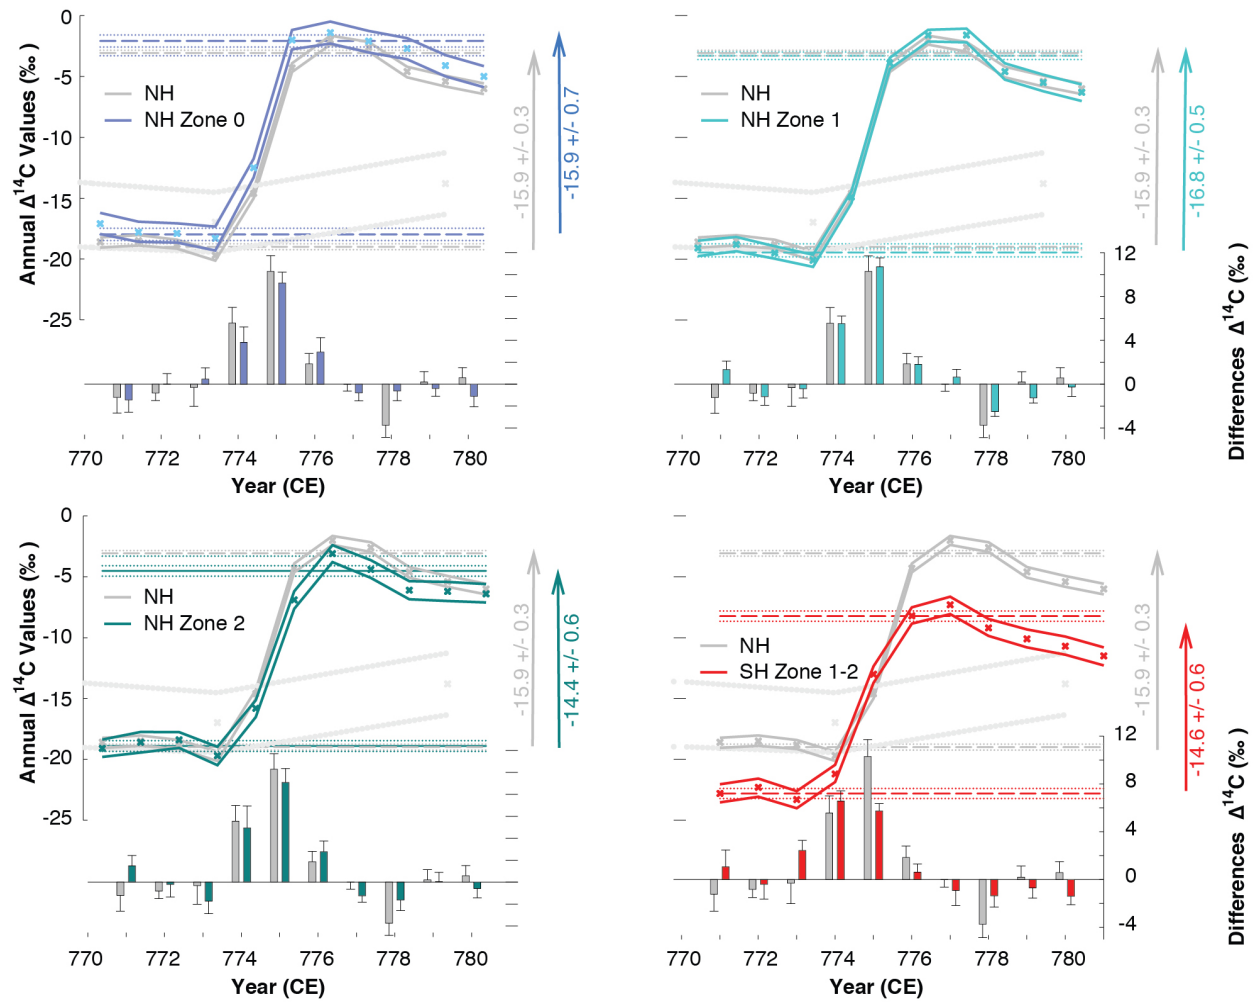 0
-5
-10
-15
-20
-25
Annual Δ¹⁴C Values (‰)
NH
NH Zone 0
-15.9 +/- 0.3
-15.9 +/- 0.7
770 772 774 776 778 780
Year (CE)
NH
NH Zone 1
-15.9 +/- 0.3
-16.8 +/- 0.5
12
8
4
0
-4
Differences Δ¹⁴C (‰)
770 772 774 776 778 780
Year (CE)
0
-5
-10
-15
-20
-25
Annual Δ¹⁴C Values (‰)
NH
NH Zone 2
-15.9 +/- 0.3
-14.4 +/- 0.6
770 772 774 776 778 780
Year (CE)
NH
SH Zone 1-2
-15.9 +/- 0.3
-14.6 +/- 0.6
12
8
4
0
-4
Differences Δ¹⁴C (‰)
770 772 774 776 778 780
Year (CE)